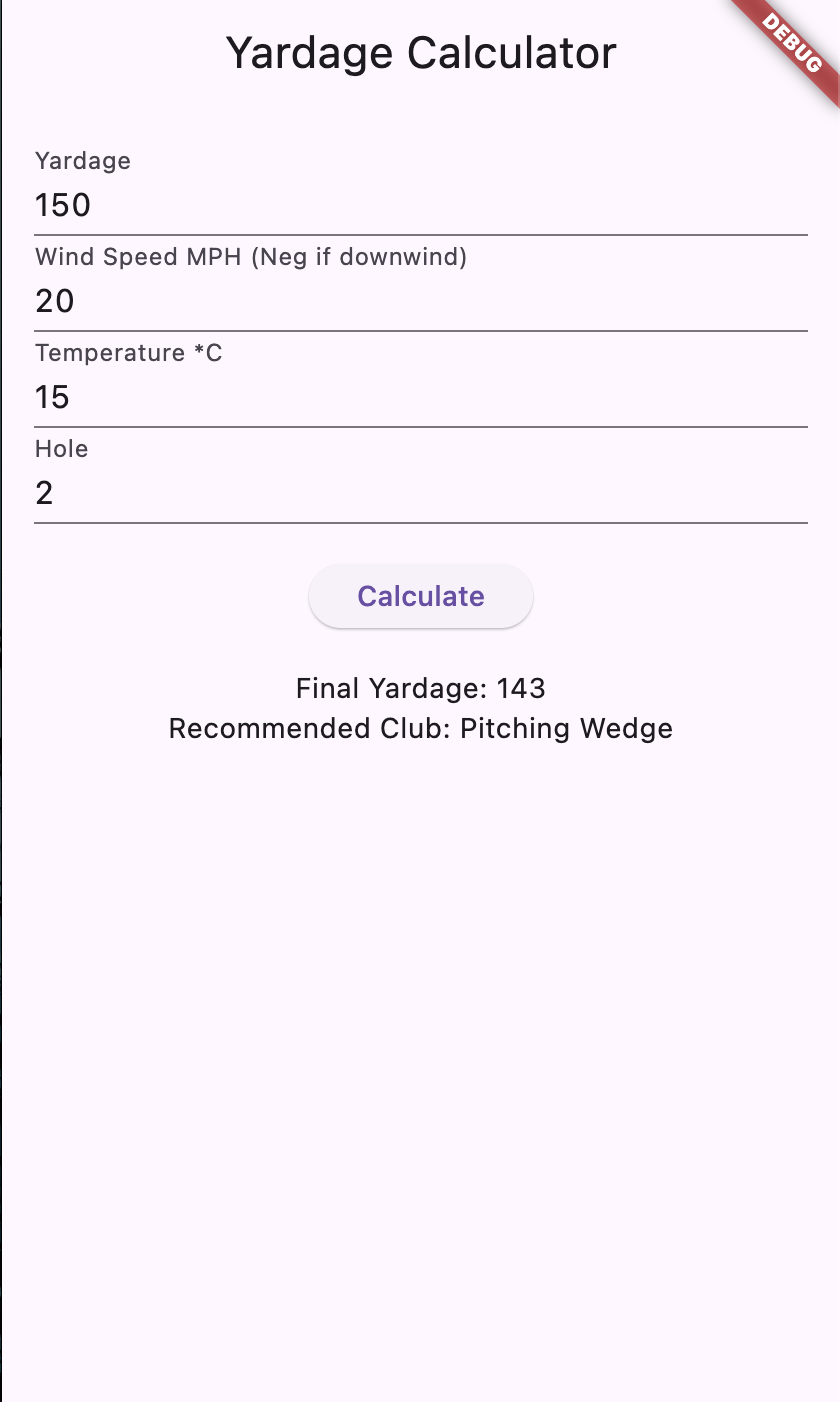 DEBUG
Yardage Calculator
Yardage
150
Wind Speed MPH (Neg if downwind)
20
Temperature *C
15
Hole
2
Calculate
Final Yardage: 143
Recommended Club: Pitching Wedge